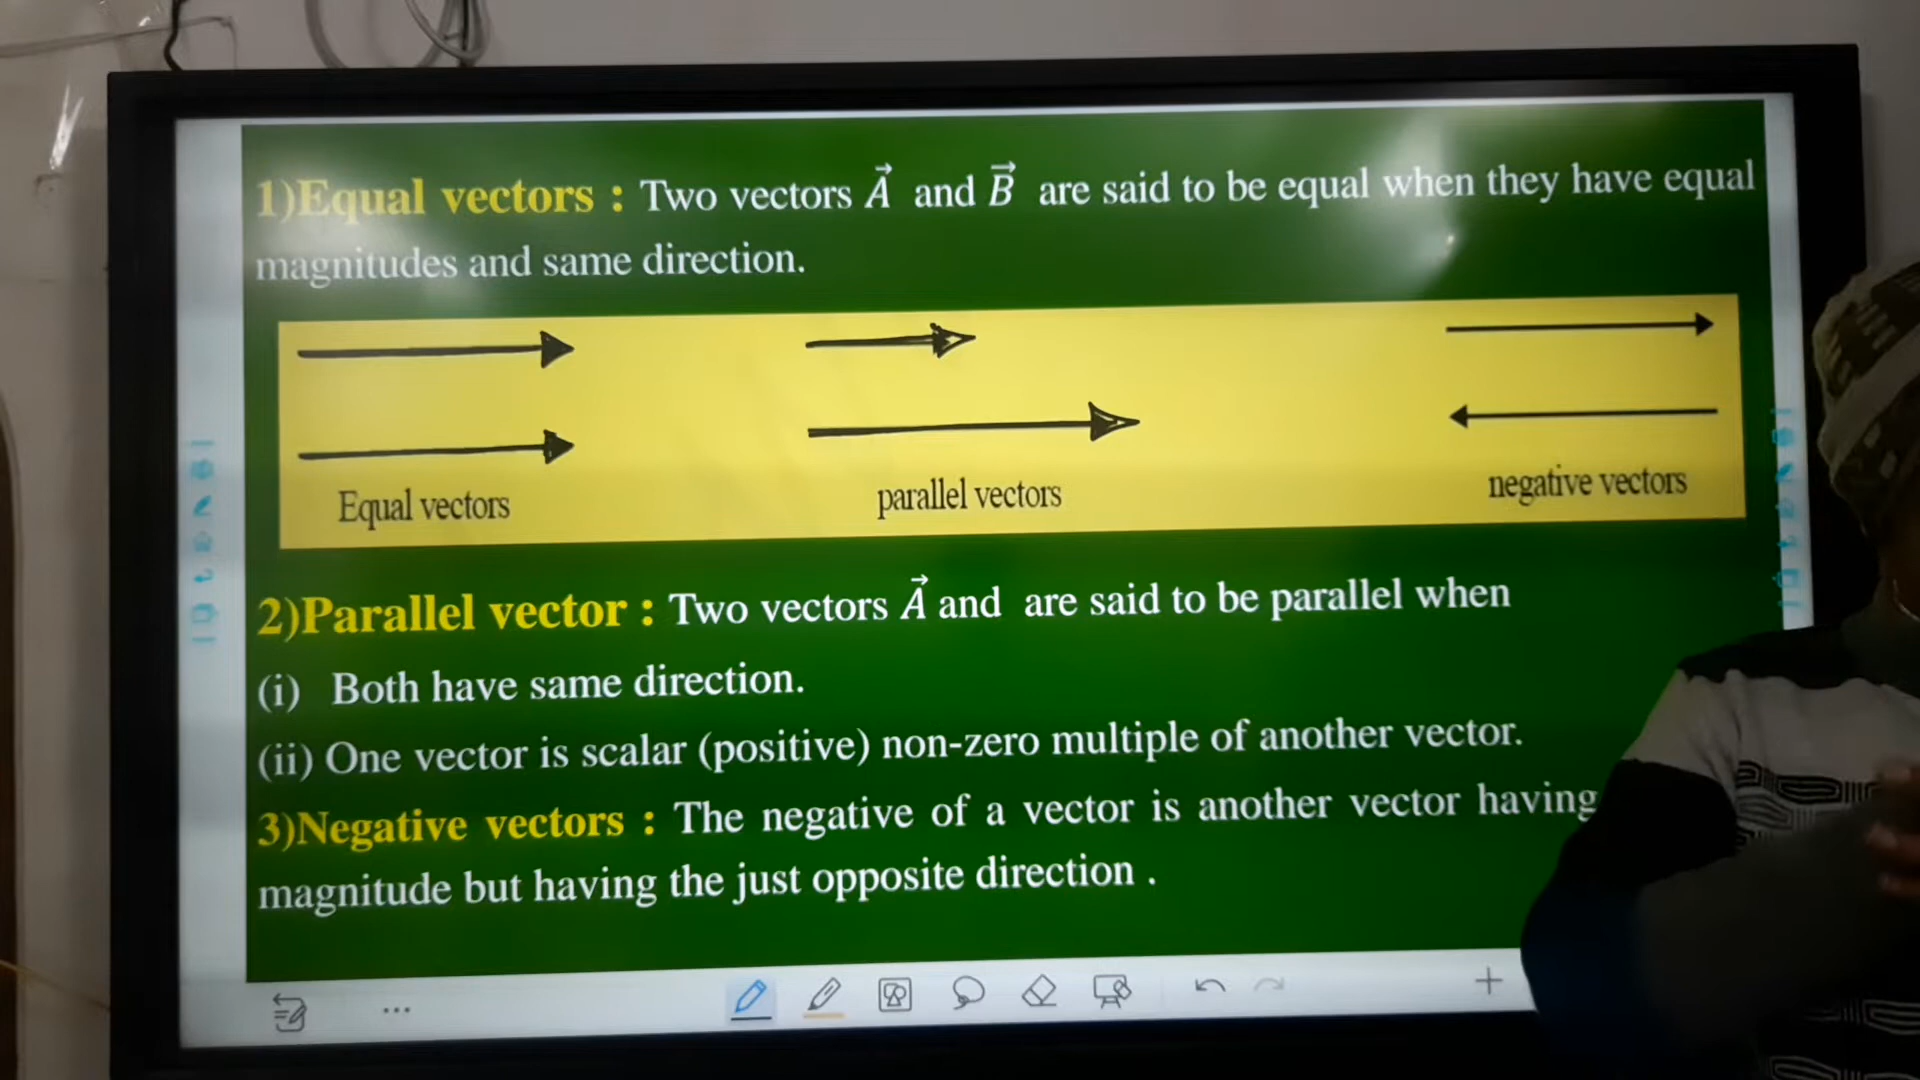 1)Equal vectors : Two vectors A⃗ and B⃗ are said to be equal when they have equal
magnitudes and same direction.
Equal vectors
parallel vectors
negative vectors
2)Parallel vector : Two vectors A⃗ and are said to be parallel when
(i) Both have same direction.
(ii) One vector is scalar (positive) non-zero multiple of another vector.
3)Negative vectors : The negative of a vector is another vector having
magnitude but having the just opposite direction .